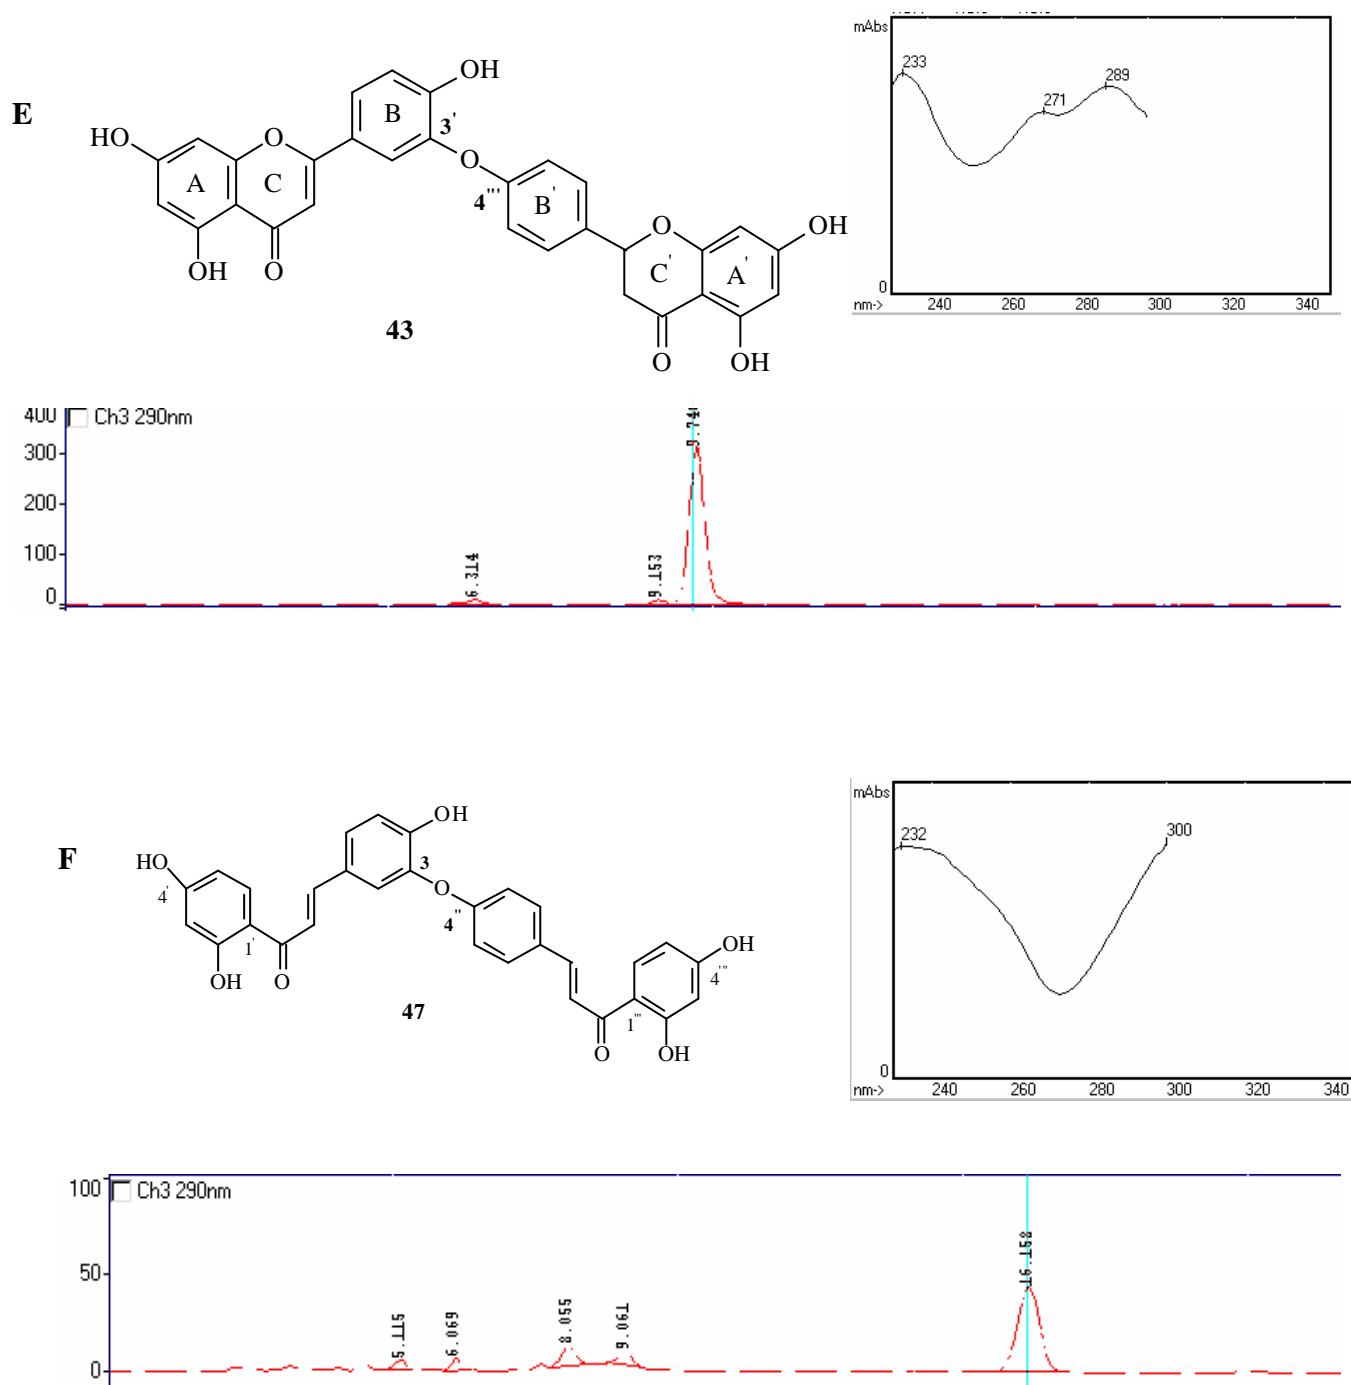 E
OH
HO
O
B
3'
O
A
C
4'''
B'
OH
O
O
OH
C'
A'
O
OH
43
mAbs
233
271
289
0
nm-> 240 260 280 300 320 340
400 Ch3 290nm
300
200
100
0
6.314
9.153
F
OH
HO
4'
3
O
4''
1'
OH
O
OH
4'''
1'''
O
OH
47
mAbs
232
300
0
nm-> 240 260 280 300 320 340
100 Ch3 290nm
50
0
5.115
6.069
8.055
9.061
16.158